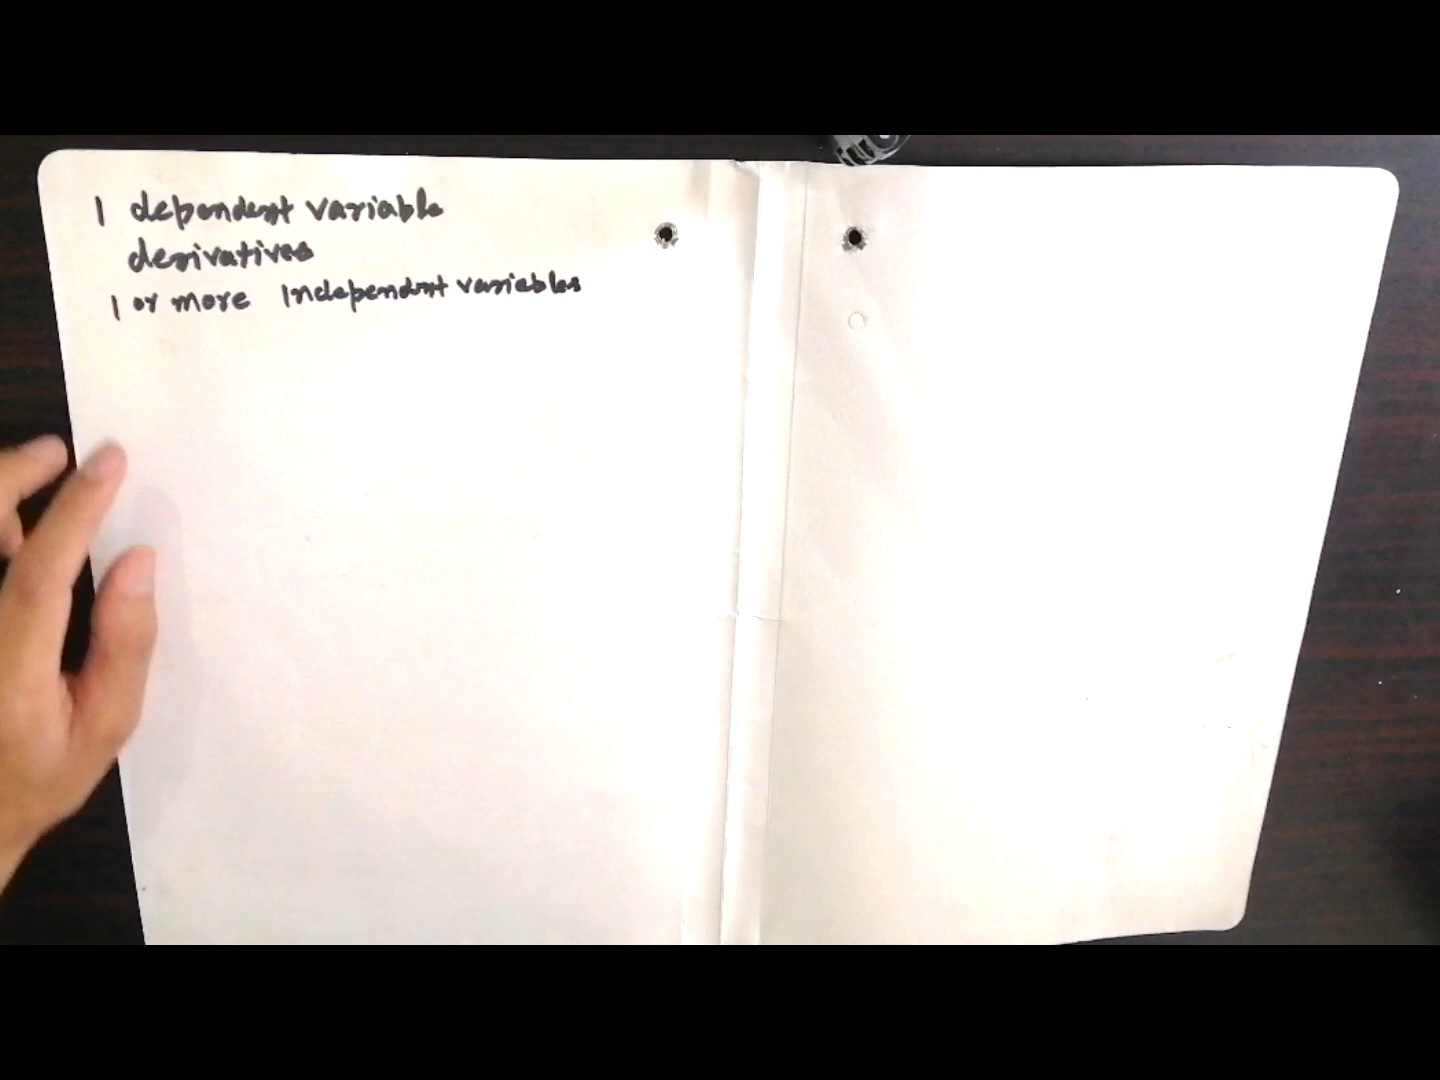 1 dependent variable
derivatives
1 or more Independent variables